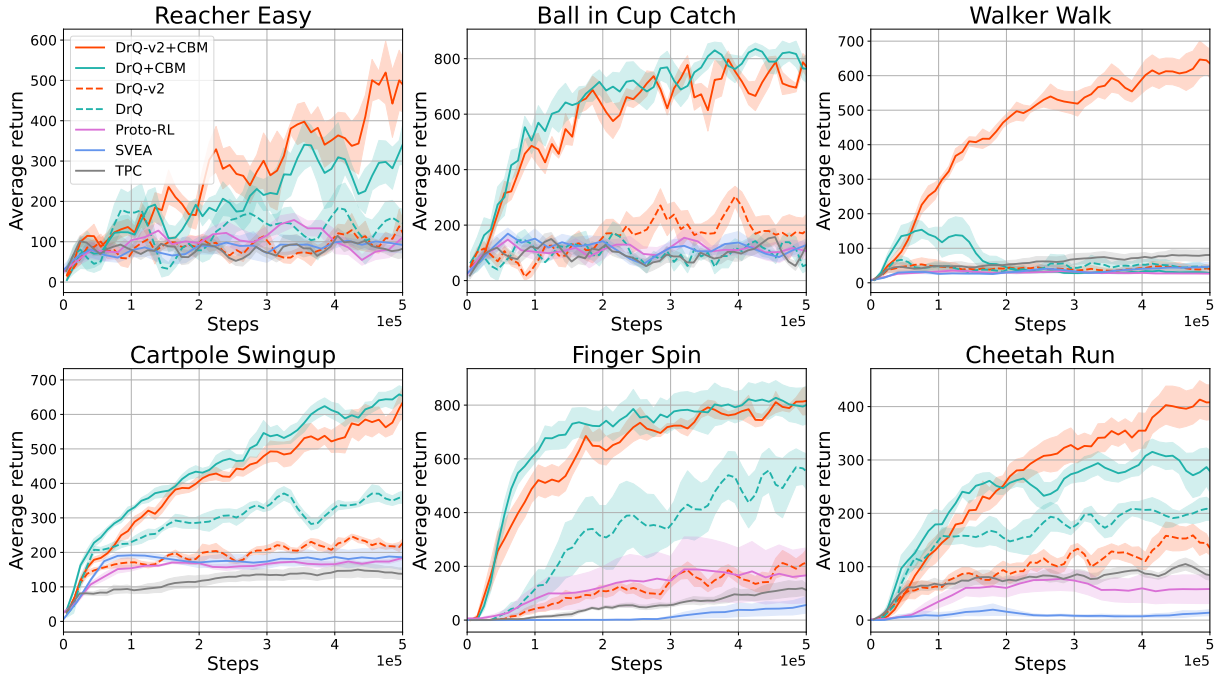 Reacher Easy
600
500
400
300
200
100
0
Average return
DrQ-v2+CBM
DrQ+CBM
DrQ-v2
DrQ
Proto-RL
SVEA
TPC
0 1 2 3 4 5
Steps 1e5
Ball in Cup Catch
800
600
400
200
0
Average return
0 1 2 3 4 5
Steps 1e5
Walker Walk
700
600
500
400
300
200
100
0
Average return
0 1 2 3 4 5
Steps 1e5
Cartpole Swingup
700
600
500
400
300
200
100
0
Average return
0 1 2 3 4 5
Steps 1e5
Finger Spin
800
600
400
200
0
Average return
0 1 2 3 4 5
Steps 1e5
Cheetah Run
400
300
200
100
0
Average return
0 1 2 3 4 5
Steps 1e5